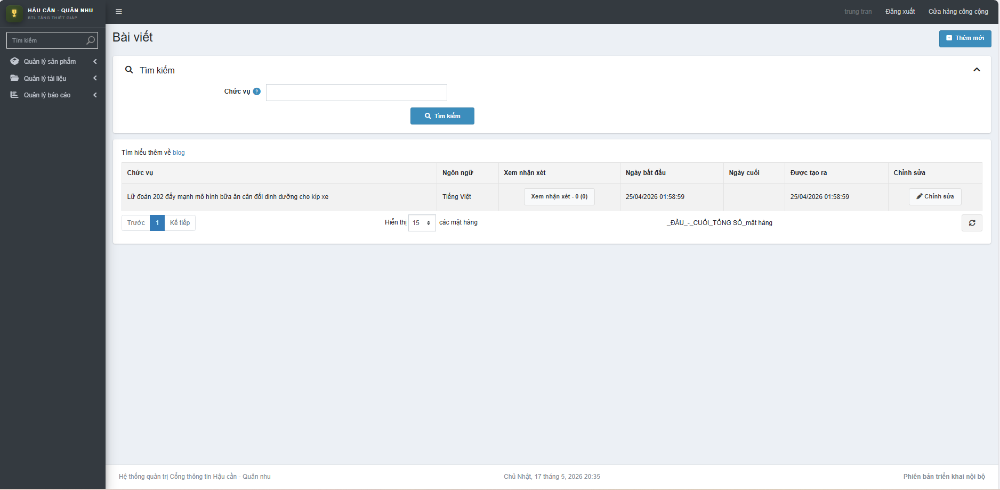 HẬU CẦN - QUÂN NHU
BTL TĂNG THIẾT GIÁP
trung tran
Đăng xuất
Cửa hàng công cộng
Tìm kiếm
Quản lý sản phẩm
Quản lý tài liệu
Quản lý báo cáo
Bài viết
Thêm mới
Tìm kiếm
Chức vụ ?
Tìm kiếm
Tìm hiểu thêm về blog
Chức vụ Ngôn ngữ Xem nhận xét Ngày bắt đầu Ngày cuối Được tạo ra Chỉnh sửa
Lữ đoàn 202 đẩy mạnh mô hình bữa ăn cân đối dinh dưỡng cho kíp xe Tiếng Việt Xem nhận xét - 0 (0) 25/04/2026 01:58:59 25/04/2026 01:58:59 Chỉnh sửa
Trước 1 Kế tiếp Hiển thị 15 các mặt hàng _ĐẦU_-_CUỐI_TỔNG SỐ_mặt hàng
Hệ thống quản trị Cổng thông tin Hậu cần - Quân nhu Chủ Nhật, 17 tháng 5, 2026 20:35 Phiên bản triển khai nội bộ